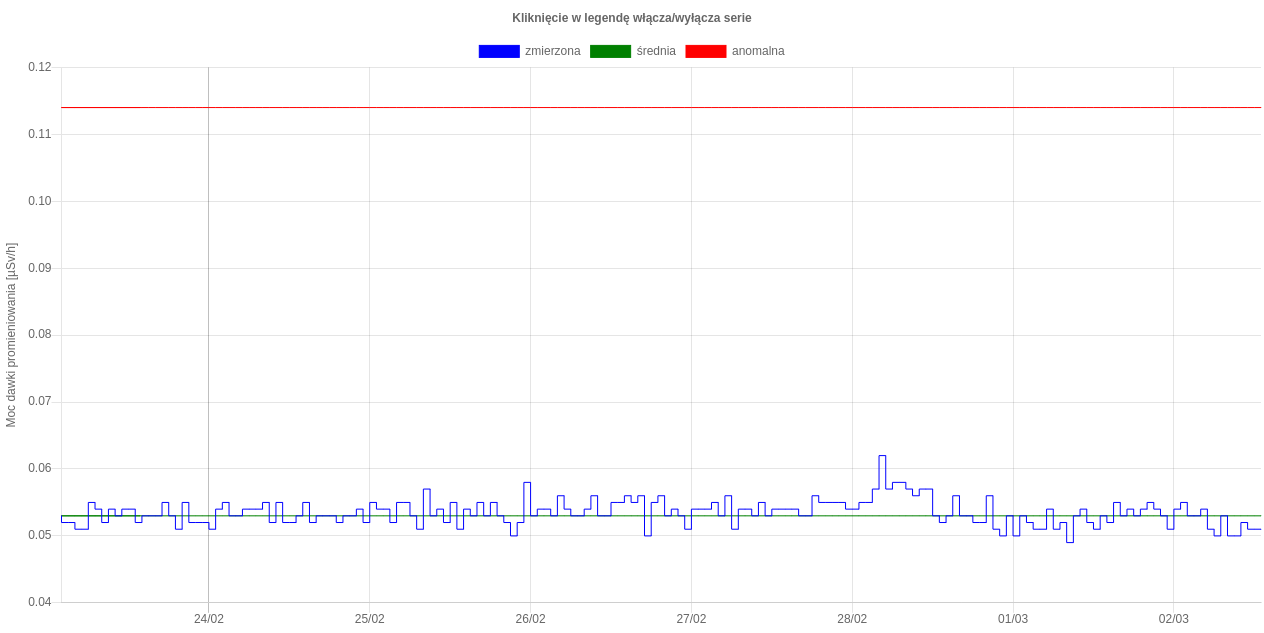 Kliknięcie w legendę włącza/wyłącza serie
zmierzona średnia anomalna
Moc dawki promieniowania [µSv/h]
0.12
0.11
0.10
0.09
0.08
0.07
0.06
0.05
0.04
24/02 25/02 26/02 27/02 28/02 01/03 02/03